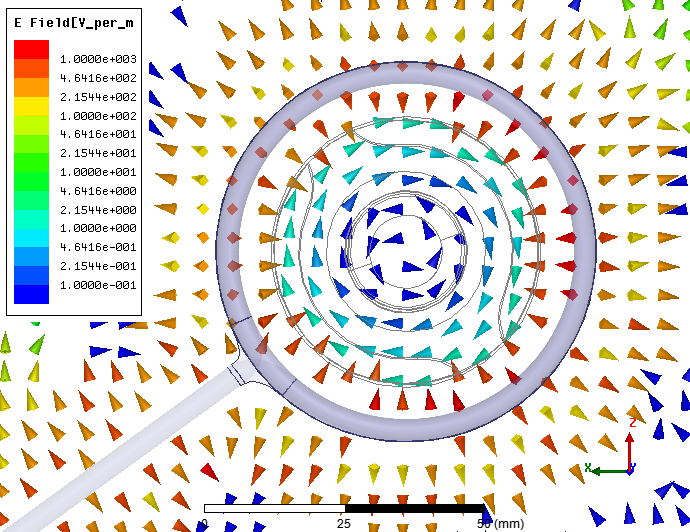 E Field[V_per_m
1.0000e+003
4.6416e+002
2.1544e+002
1.0000e+002
4.6416e+001
2.1544e+001
1.0000e+001
4.6416e+000
2.1544e+000
1.0000e+000
4.6416e-001
2.1544e-001
1.0000e-001
Z
X
Y
0 25 50 (mm)